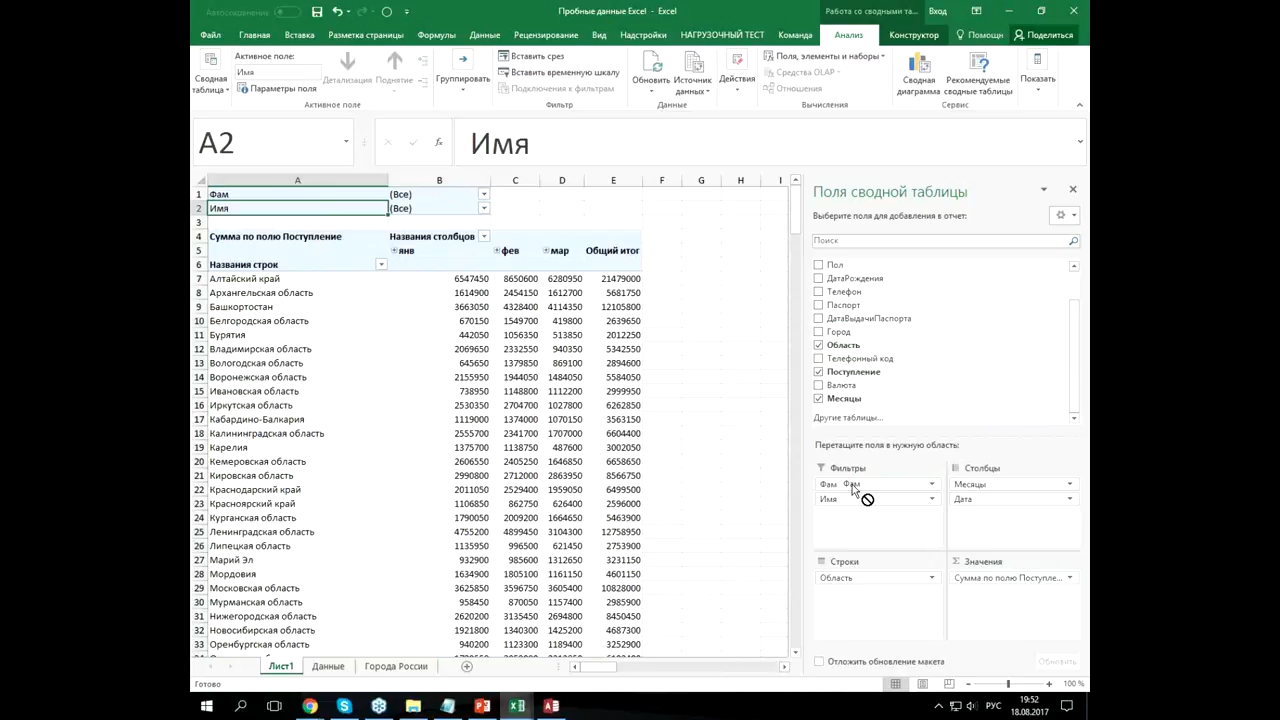 Автосохранение
Пробные данные Excel - Excel
Работа со сводными та...
Вход
Файл Главная Вставка Разметка страницы Формулы Данные Рецензирование Вид Надстройки НАГРУЗОЧНЫЙ ТЕСТ Команда Анализ Конструктор Помощн Поделиться
Сводная таблица
Активное поле:
Имя
Параметры поля
Детализация
Поднятие
Активное поле
Группировать
Вставить срез
Вставить временную шкалу
Подключения к фильтрам
Фильтр
Обновить
Источник данных
Данные
Действия
Поля, элементы и наборы
Средства OLAP
Отношения
Вычисления
Сводная диаграмма
Рекомендуемые сводные таблицы
Сервис
Показать
A2 fx Имя
A B C D E F G H I
1 Фам (Все)
2 Имя (Все)
3
4 Сумма по полю Поступление Названия столбцов
5 янв фев мар Общий итог
6 Названия строк
7 Алтайский край 6547450 8650600 6280950 21479000
8 Архангельская область 1614900 2454150 1612700 5681750
9 Башкортостан 3663050 4328400 4114350 12105800
10 Белгородская область 670150 1549700 419800 2639650
11 Бурятия 442050 1056350 513850 2012250
12 Владимирская область 2069650 2332550 940350 5342550
13 Вологодская область 645650 1379850 869100 2894600
14 Воронежская область 2155950 1944050 1484050 5584050
15 Ивановская область 738950 1148800 1112200 2999950
16 Иркутская область 2530350 2704700 1027800 6262850
17 Кабардино-Балкария 1119000 1374000 1070150 3563150
18 Калининградская область 2555700 2341700 1707000 6604400
19 Карелия 1375700 1138750 487600 3002050
20 Кемеровская область 2606550 2405250 1646850 6658650
21 Кировская область 2990800 2712000 2863950 8566750
22 Краснодарский край 2011050 2529400 1959050 6499500
23 Красноярский край 1106850 862750 626400 2596000
24 Курганская область 1790050 2009200 1664650 5463900
25 Ленинградская область 4755200 4899450 3104300 12758950
26 Липецкая область 1135950 996500 621450 2753900
27 Марий Эл 932900 985600 1312650 3231150
28 Мордовия 1634900 1805100 1161150 4601150
29 Московская область 3625850 3596750 3605400 10828000
30 Мурманская область 958450 870050 1157400 2985900
31 Нижегородская область 2620200 3135450 2694800 8450450
32 Новосибирская область 1921800 1340300 1425200 4687300
33 Оренбургская область 940200 1123300 1189400 3252900
Поля сводной таблицы
Выберите поля для добавления в отчет:
Поиск
Пол
ДатаРождения
Телефон
Паспорт
ДатаВыдачиПаспорта
Город
Область
Телефонный код
Поступление
Валюта
Месяцы
Другие таблицы...
Перетащите поля в нужную область:
Фильтры
Фам Фам
Имя
Столбцы
Месяцы
Дата
Строки
Область
Σ Значения
Сумма по полю Поступле...
Отложить обновление макета
Обновить
Лист1 Данные Города России
Готово
100 %
РУС
19:52
18.08.2017